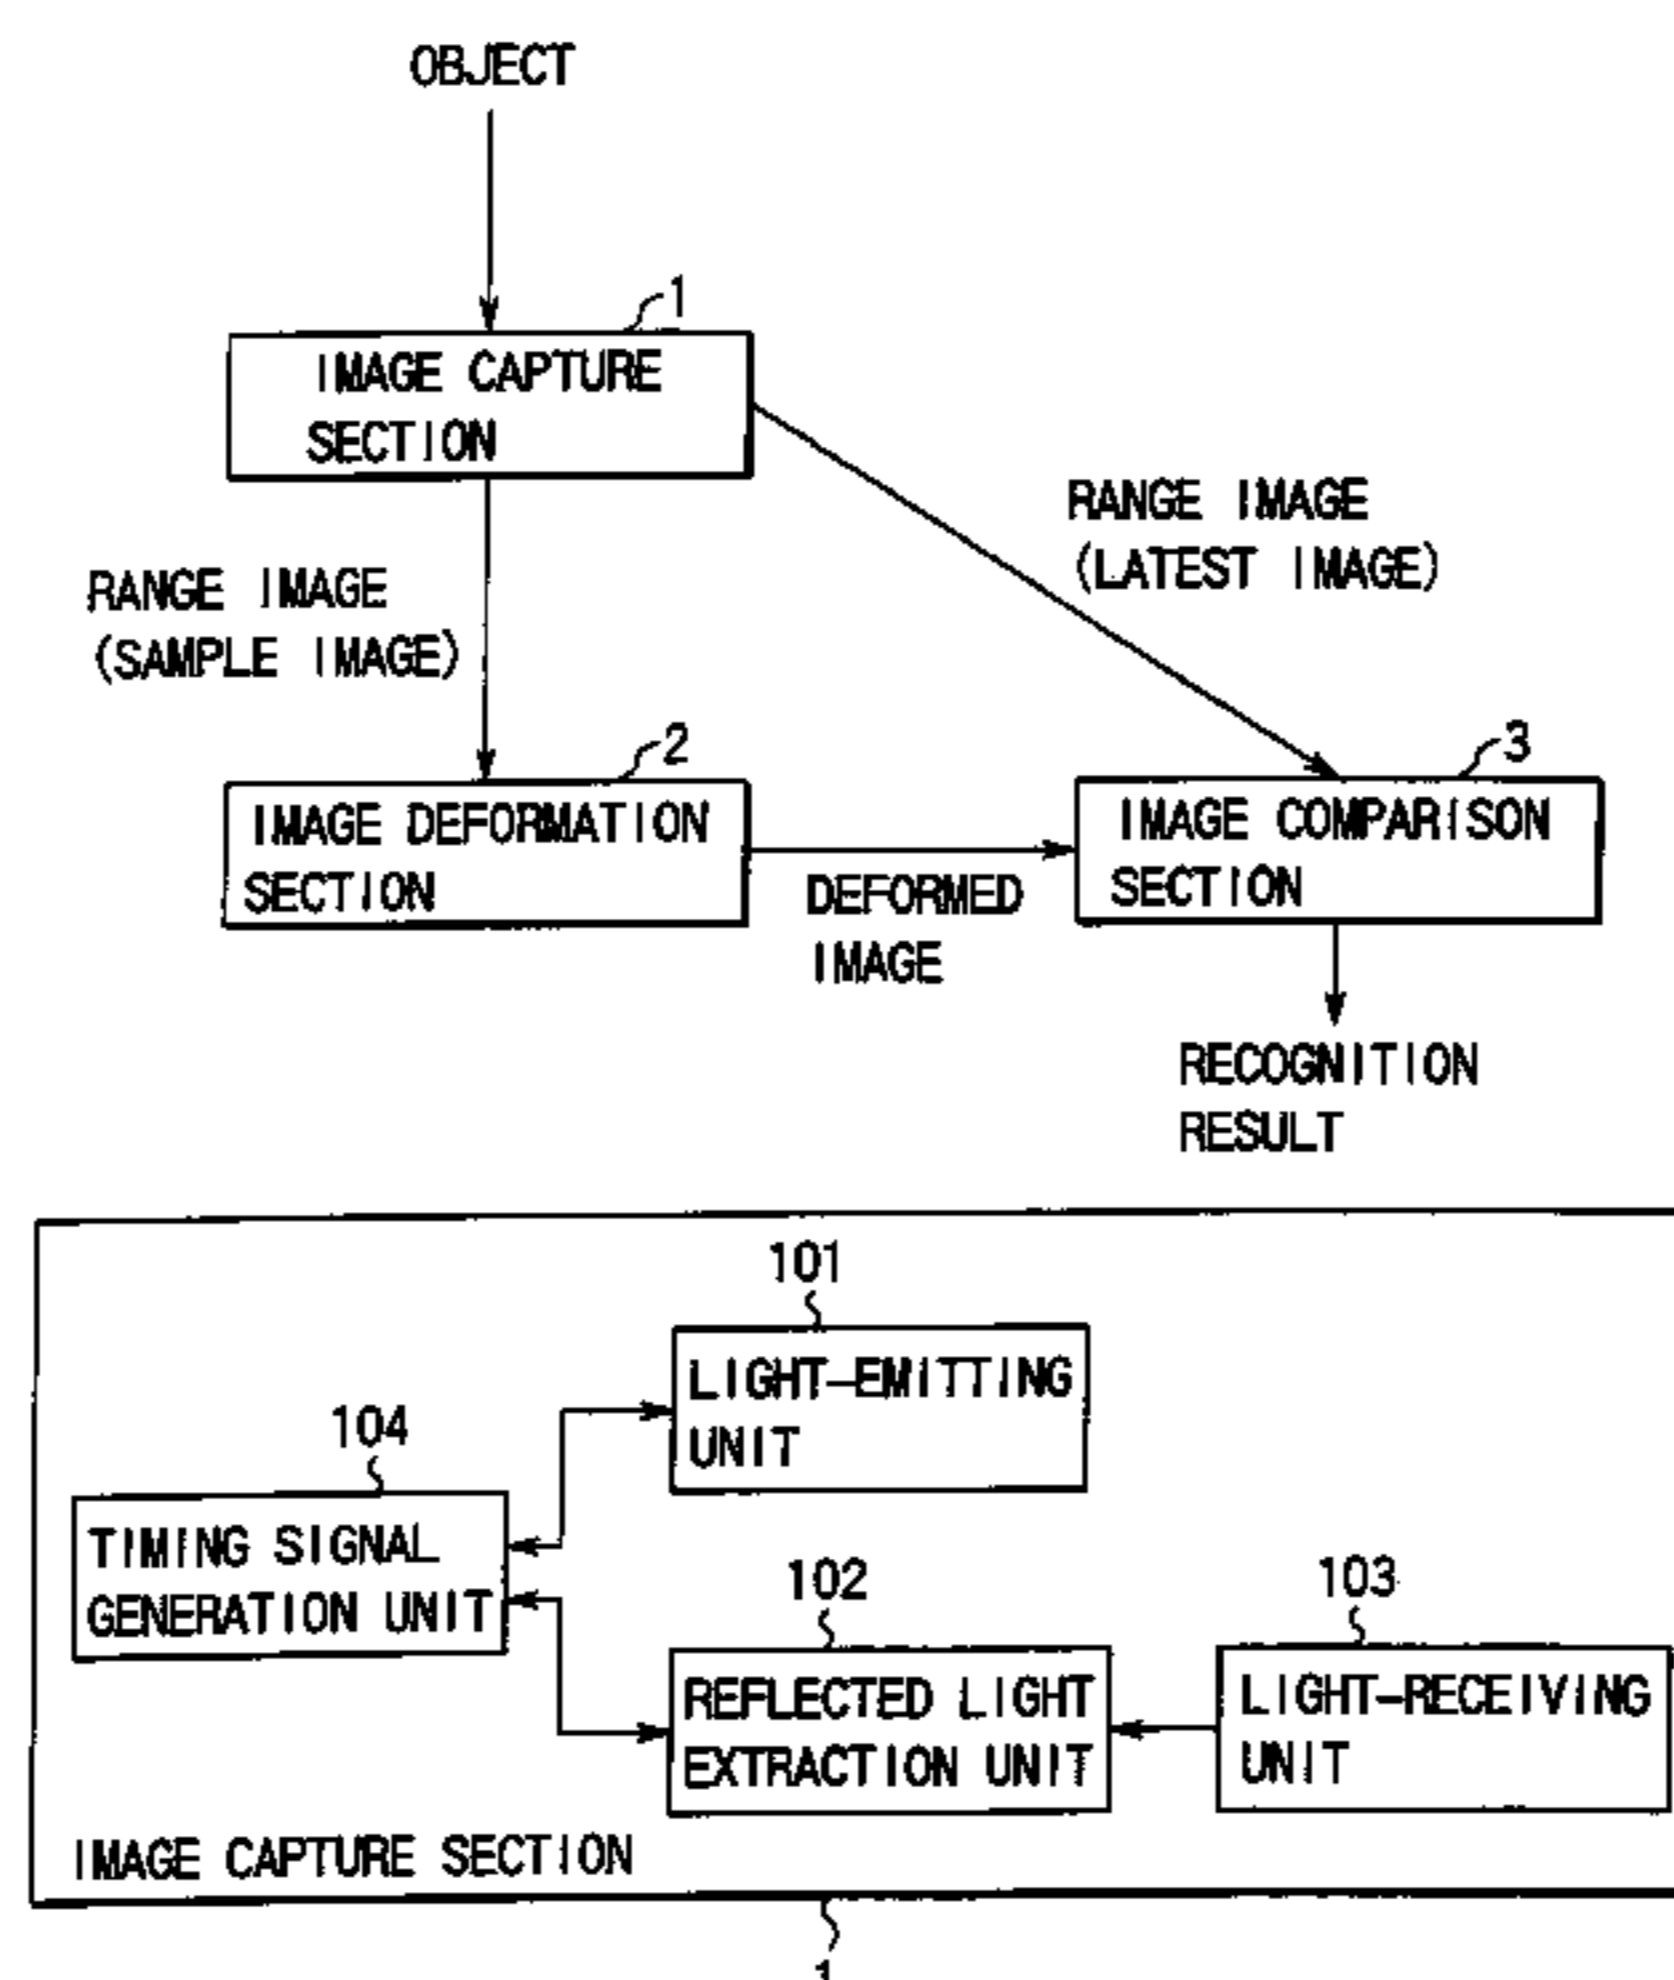 OBJECT
1
IMAGE CAPTURE
SECTION
RANGE IMAGE
(LATEST IMAGE)
RANGE IMAGE
(SAMPLE IMAGE)
2
3
IMAGE DEFORMATION
SECTION
IMAGE COMPARISON
SECTION
DEFORMED
IMAGE
RECOGNITION
RESULT
101
LIGHT-EMITTING
UNIT
104
TIMING SIGNAL
GENERATION UNIT
102
103
REFLECTED LIGHT
EXTRACTION UNIT
LIGHT-RECEIVING
UNIT
IMAGE CAPTURE SECTION
1